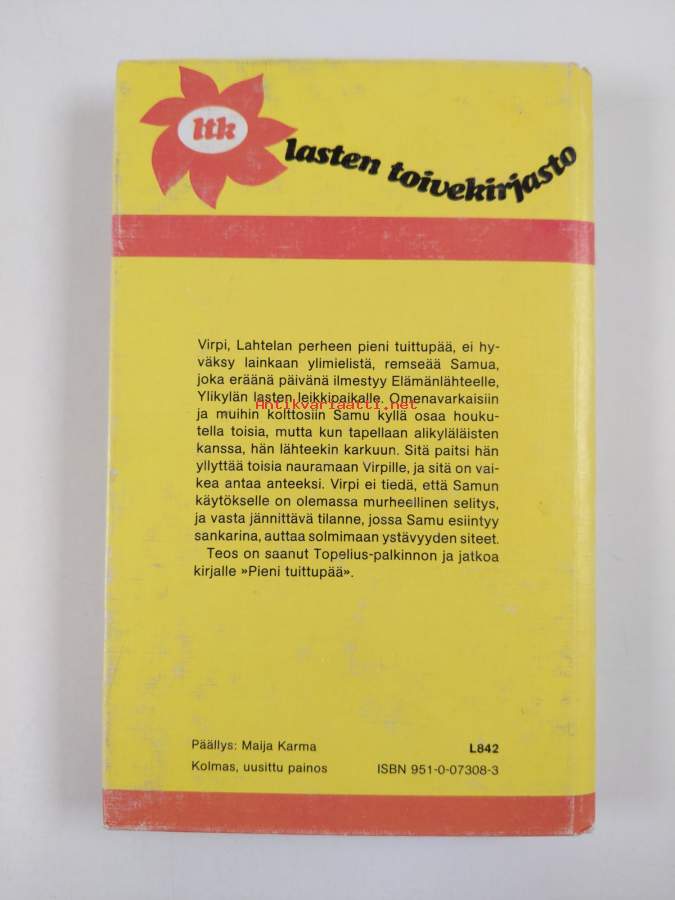 ltk
lasten toivekirjasto
Virpi, Lahtelan perheen pieni tuittupää, ei hy-
väksy lainkaan ylimielistä, remseää Samua,
joka eräänä päivänä ilmestyy Elämänlähteelle,
Ylikylän lasten leikkipaikalle. Omenavarkaisiin
Antikvariaatti.net
ja muihin kolttosiin Samu kyllä osaa houku-
tella toisia, mutta kun tapellaan alikyläläisten
kanssa, hän lähteekin karkuun. Sitä paitsi hän
yllyttää toisia nauramaan Virpille, ja sitä on vai-
kea antaa anteeksi. Virpi ei tiedä, että Samun
käytökselle on olemassa murheellinen selitys,
ja vasta jännittävä tilanne, jossa Samu esiintyy
sankarina, auttaa solmimaan ystävyyden siteet.
Teos on saanut Topelius-palkinnon ja jatkoa
kirjalle »Pieni tuittupää».
Päällys: Maija Karma L842
Kolmas, uusittu painos ISBN 951-0-07308-3